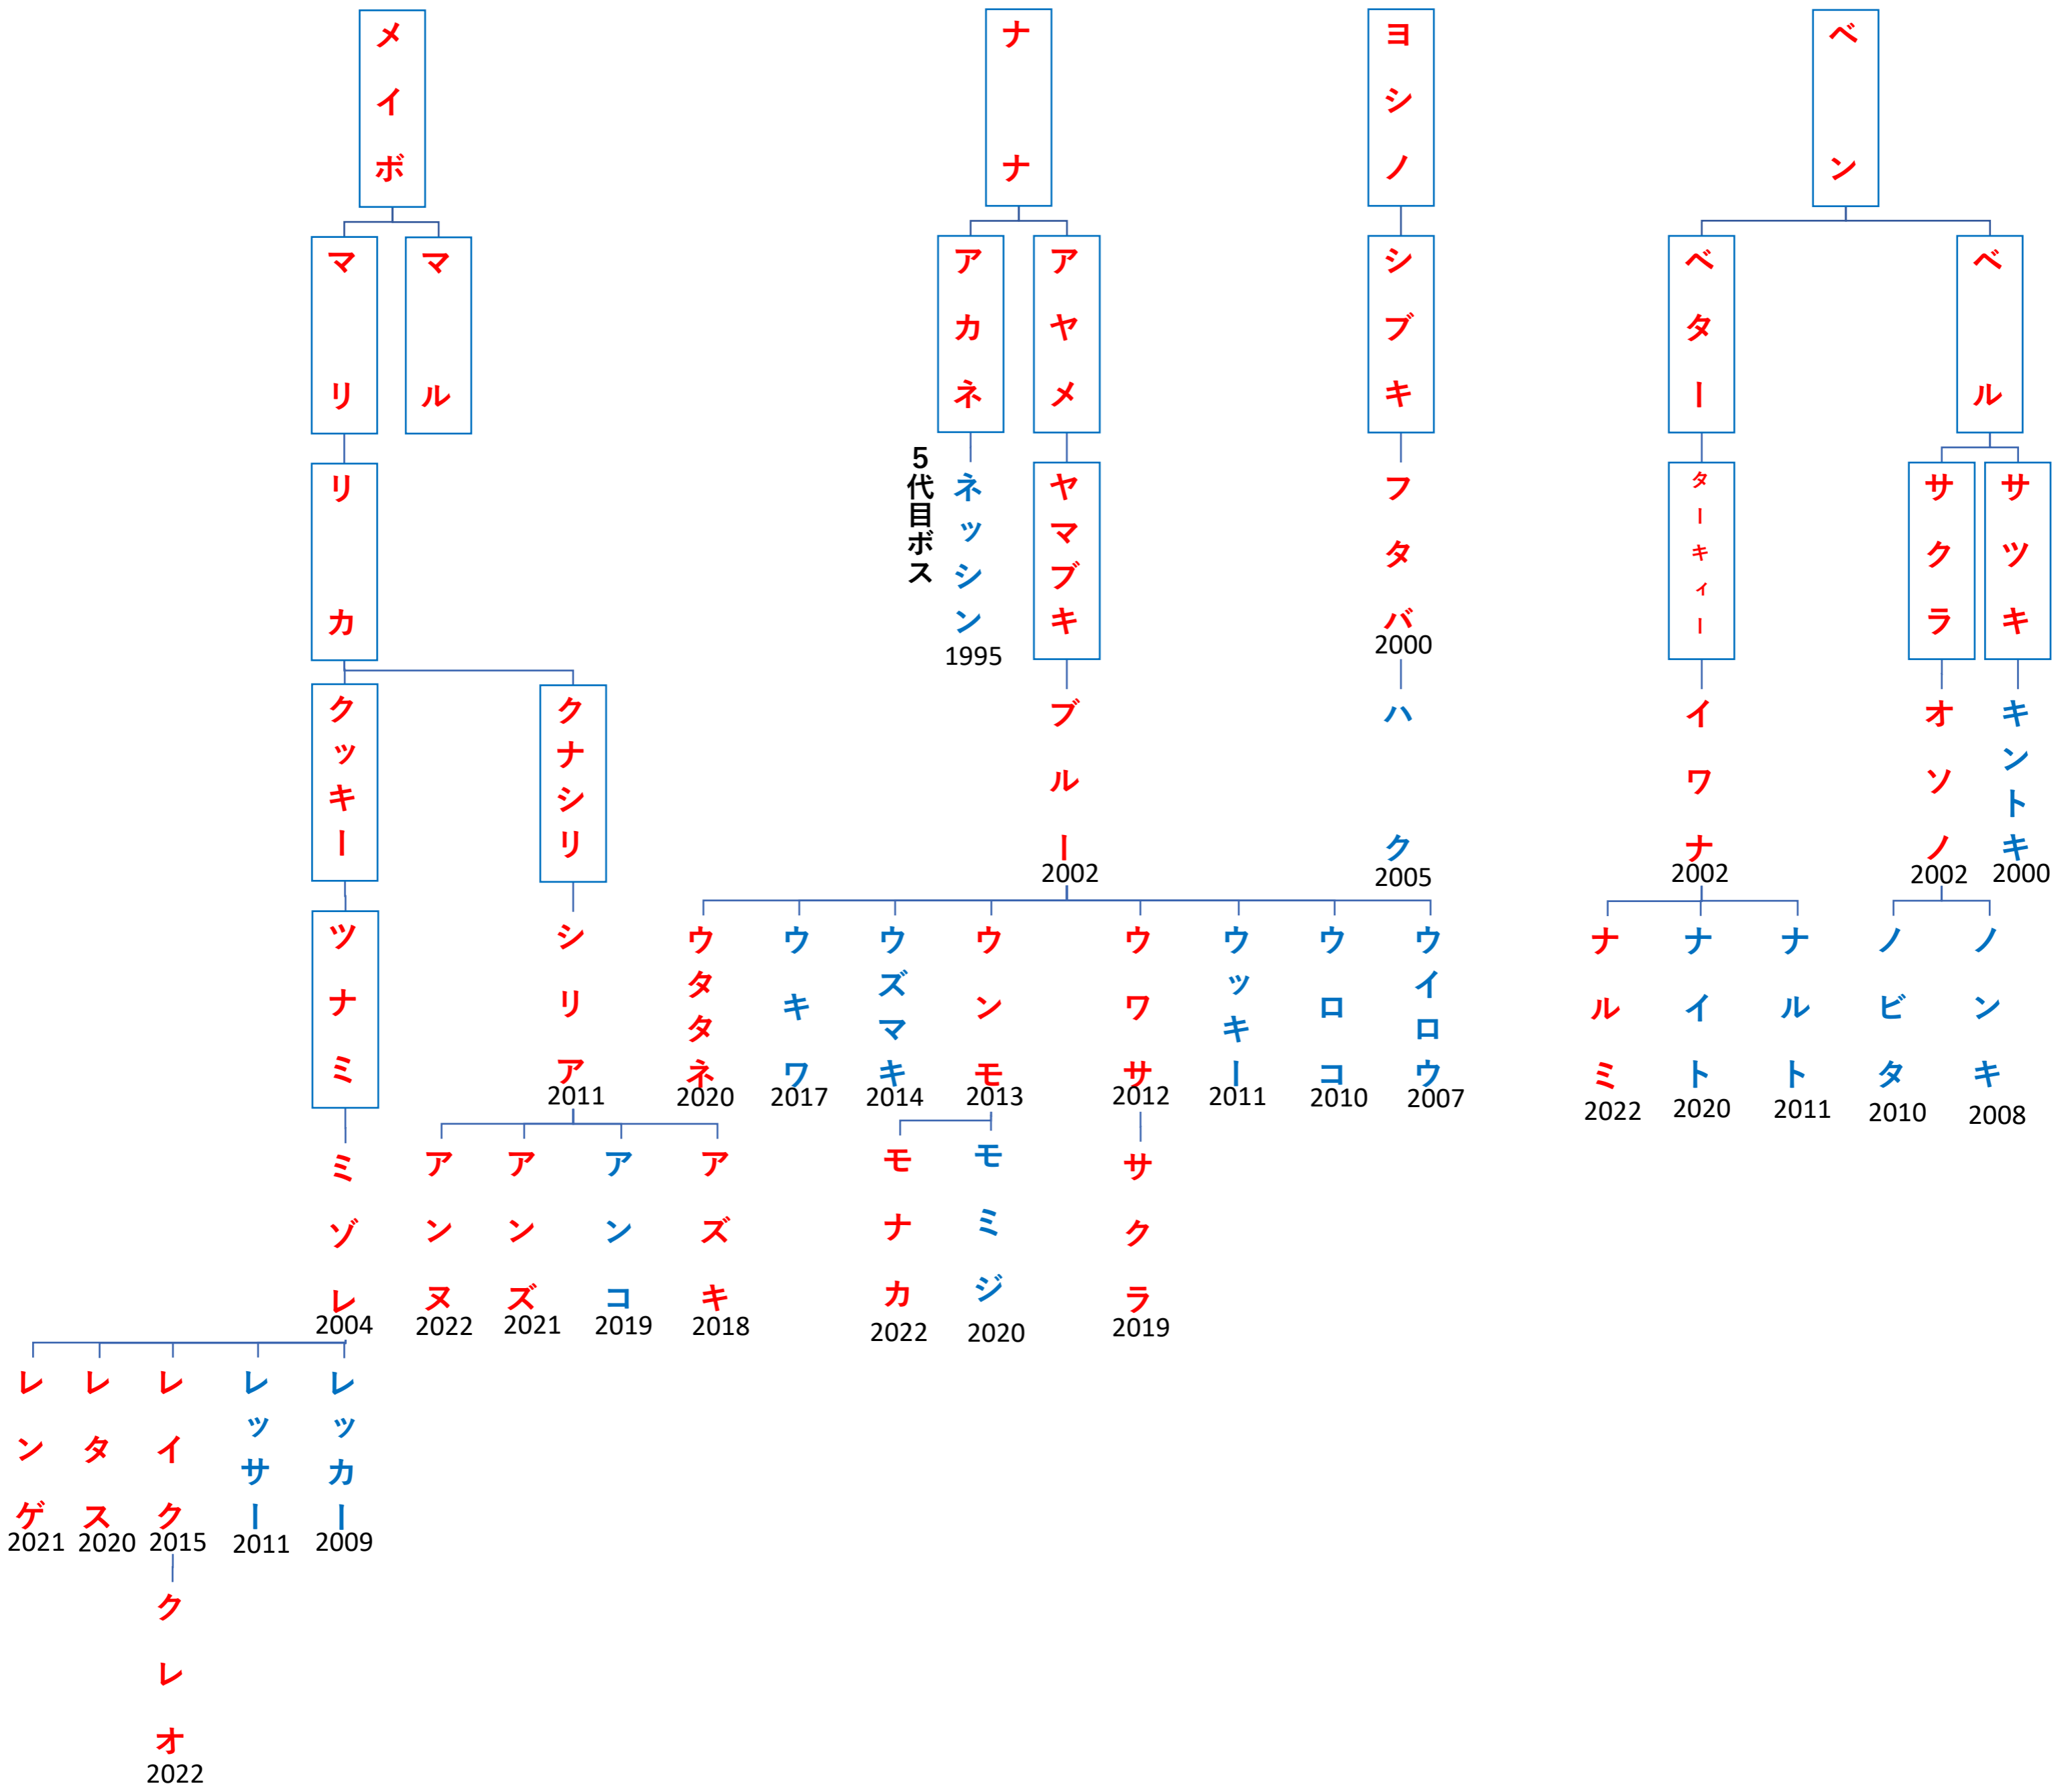 メイボ
ナナ
ヨシノ
ベン
マリ
マル
アカネ
アヤメ
シブキ
ベター
ベル
リカ
5代目ボス
ネッシン
1995
ヤマブキ
フタバ
2000
ターキィー
サクラ
サツキ
クッキー
クナシリ
ブルー
2002
ハク
2005
イワナ
2002
オソノ
2002
キントキ
2000
ツナミ
シリア
2011
ウタタネ
2020
ウキワ
2017
ウズマキ
2014
ウンモ
2013
ウワサ
2012
ウッキー
2011
ウロコ
2010
ウイロウ
2007
ナルミ
2022
ナイト
2020
ナルト
2011
ノビタ
2010
ノンキ
2008
ミゾレ
2004
アンヌ
2022
アンズ
2021
アンコ
2019
アズキ
2018
モナカ
2022
モミジ
2020
サクラ
2019
レンゲ
2021
レタス
2020
レイク
2015
レッサー
2011
レッカー
2009
クレオ
2022